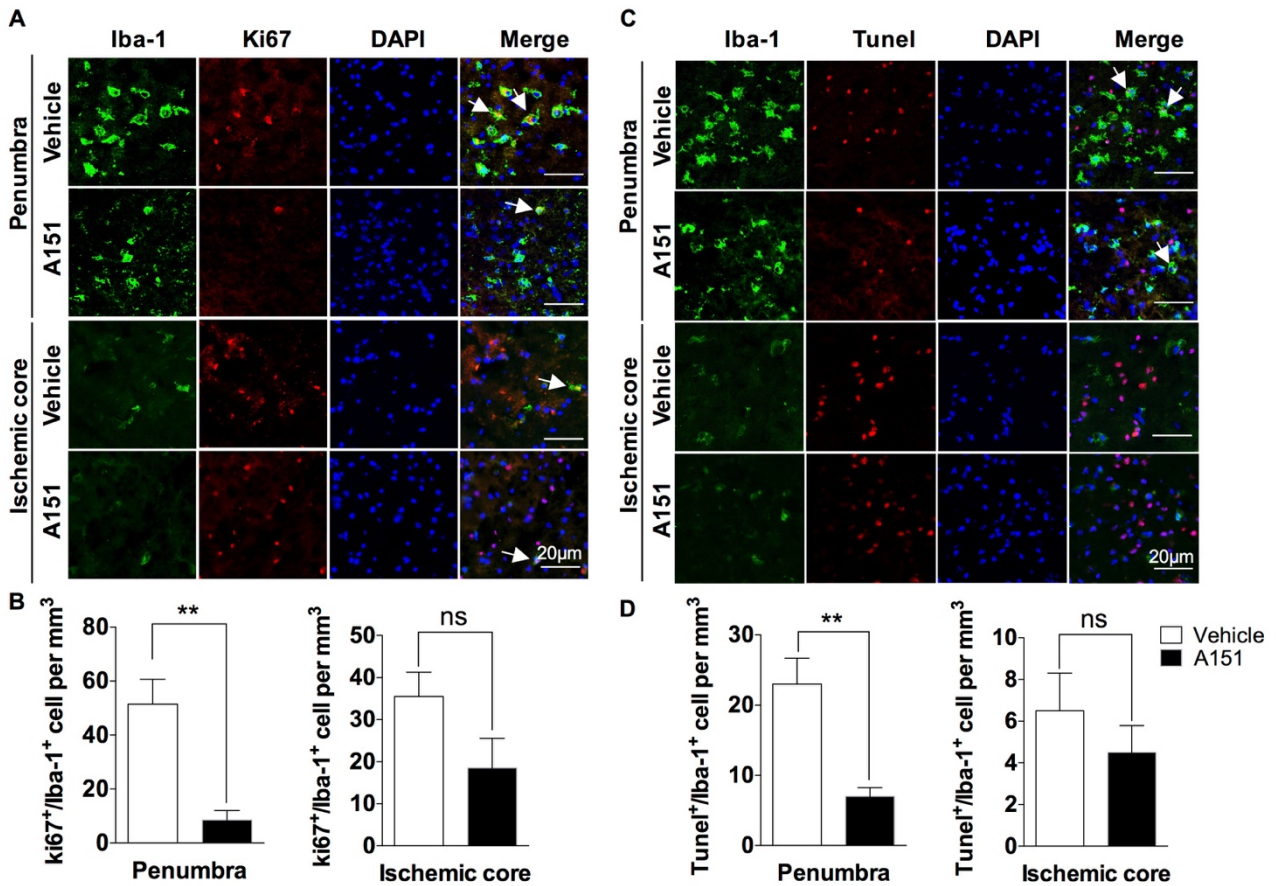 A
Iba-1 Ki67 DAPI Merge
Penumbra
Vehicle
A151
Ischemic core
Vehicle
A151
20µm
C
Iba-1 Tunel DAPI Merge
Penumbra
Vehicle
A151
Ischemic core
Vehicle
A151
20µm
B
ki67⁺/Iba-1⁺ cell per mm³
80
60
40
20
0
**
Penumbra
ki67⁺/Iba-1⁺ cell per mm³
50
40
30
20
10
0
ns
Ischemic core
D
Tunel⁺/Iba-1⁺ cell per mm³
30
20
10
0
**
Penumbra
Tunel⁺/Iba-1⁺ cell per mm³
10
8
6
4
2
0
ns
Ischemic core
Vehicle
A151